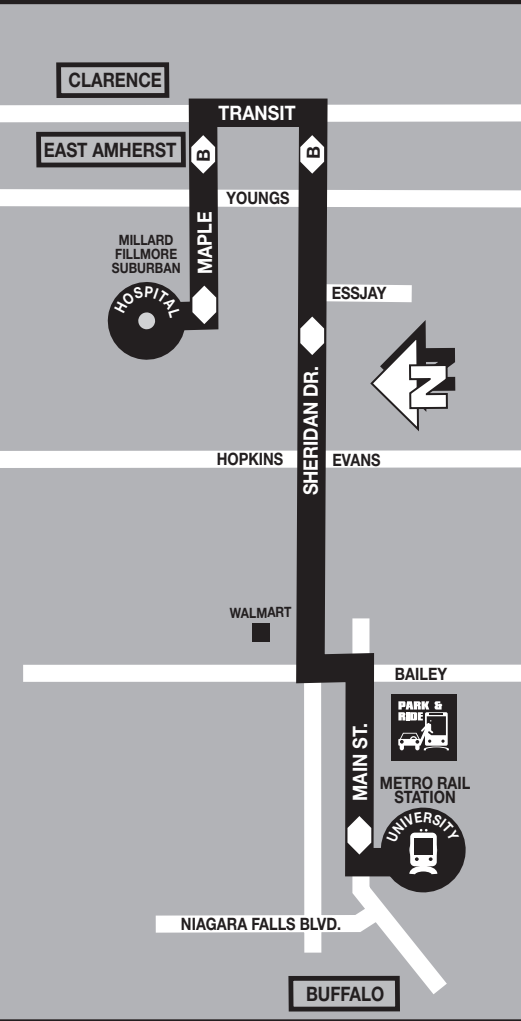 CLARENCE
TRANSIT
EAST AMHERST
B
B
YOUNGS
MAPLE
MILLARD
FILLMORE
SUBURBAN
HOSPITAL
ESSJAY
N
SHERIDAN DR.
HOPKINS
EVANS
WALMART
BAILEY
PARK &
RIDE
MAIN ST.
METRO RAIL
STATION
UNIVERSITY
NIAGARA FALLS BLVD.
BUFFALO